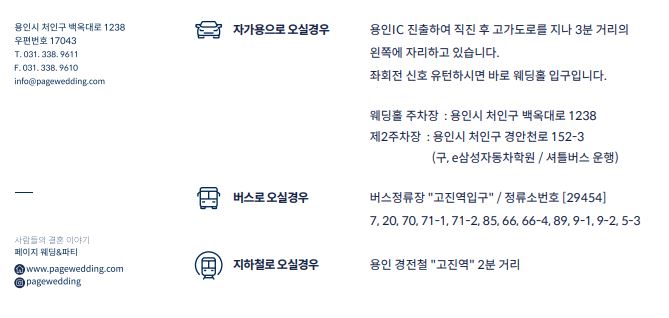 용인시 처인구 백옥대로 1238
우편번호 17043
T. 031. 338. 9611
F. 031. 338. 9610
info@pagewedding.com
사람들의 결혼 이야기
페이지 웨딩&파티
www.pagewedding.com
pagewedding
자가용으로 오실경우
용인IC 진출하여 직진 후 고가도로를 지나 3분 거리의
왼쪽에 자리하고 있습니다.
좌회전 신호 유턴하시면 바로 웨딩홀 입구입니다.
웨딩홀 주차장 : 용인시 처인구 백옥대로 1238
제2주차장 : 용인시 처인구 경안천로 152-3
(구, e삼성자동차학원 / 셔틀버스 운행)
버스로 오실경우
버스정류장 "고진역입구" / 정류소번호 [29454]
7, 20, 70, 71-1, 71-2, 85, 66, 66-4, 89, 9-1, 9-2, 5-3
지하철로 오실경우
용인 경전철 "고진역" 2분 거리